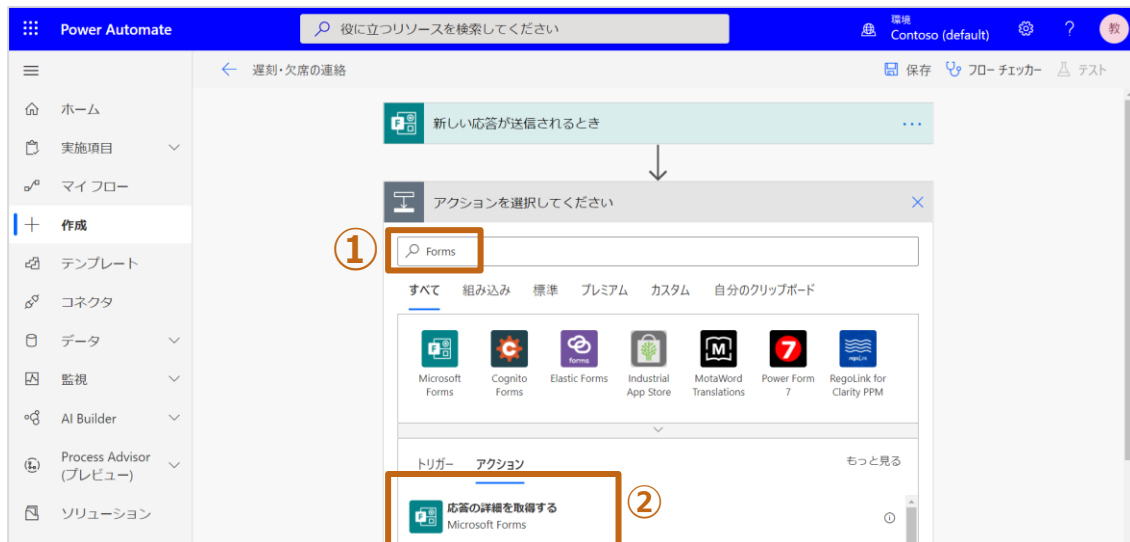 Power Automate
役に立つリソースを検索してください
環境
Contoso (default)
?
教
遅刻・欠席の連絡
保存
フロー チェッカー
テスト
ホーム
実施項目
マイ フロー
作成
テンプレート
コネクタ
データ
監視
AI Builder
Process Advisor
(プレビュー)
ソリューション
新しい応答が送信されるとき
アクションを選択してください
①
Forms
すべて 組み込み 標準 プレミアム カスタム 自分のクリップボード
Microsoft Forms
Cognito Forms
forms
Elastic Forms
Industrial App Store
MotaWord Translations
Power Form 7
RegoLink for Clarity PPM
トリガー アクション もっと見る
②
応答の詳細を取得する
Microsoft Forms